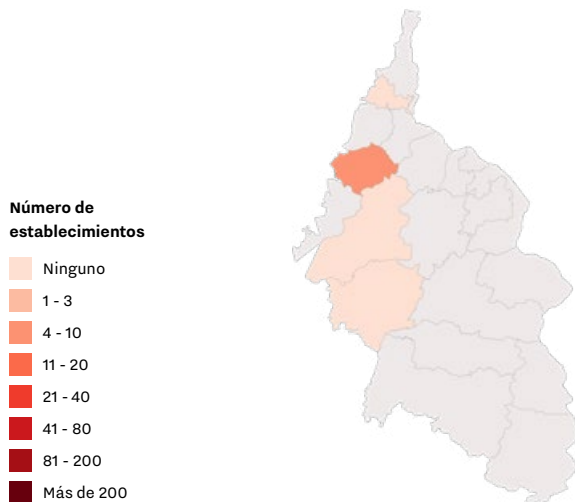 Número de
establecimientos
Ninguno
1 - 3
4 - 10
11 - 20
21 - 40
41 - 80
81 - 200
Más de 200